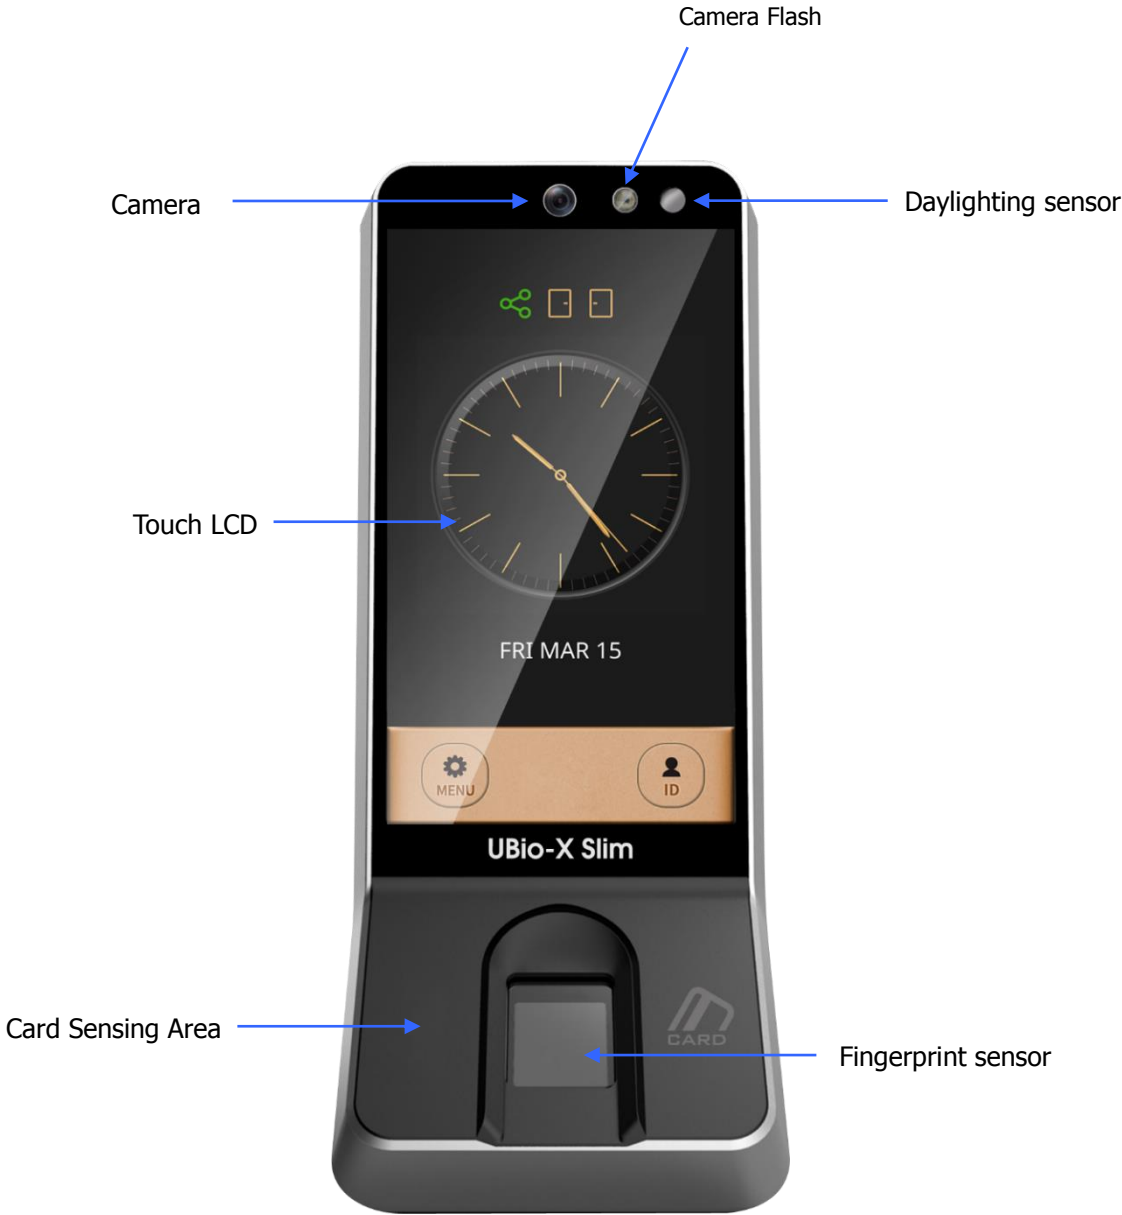 Camera Flash
Camera
Daylighting sensor
Touch LCD
FRI MAR 15
MENU
ID
UBio-X Slim
Card Sensing Area
CARD
Fingerprint sensor